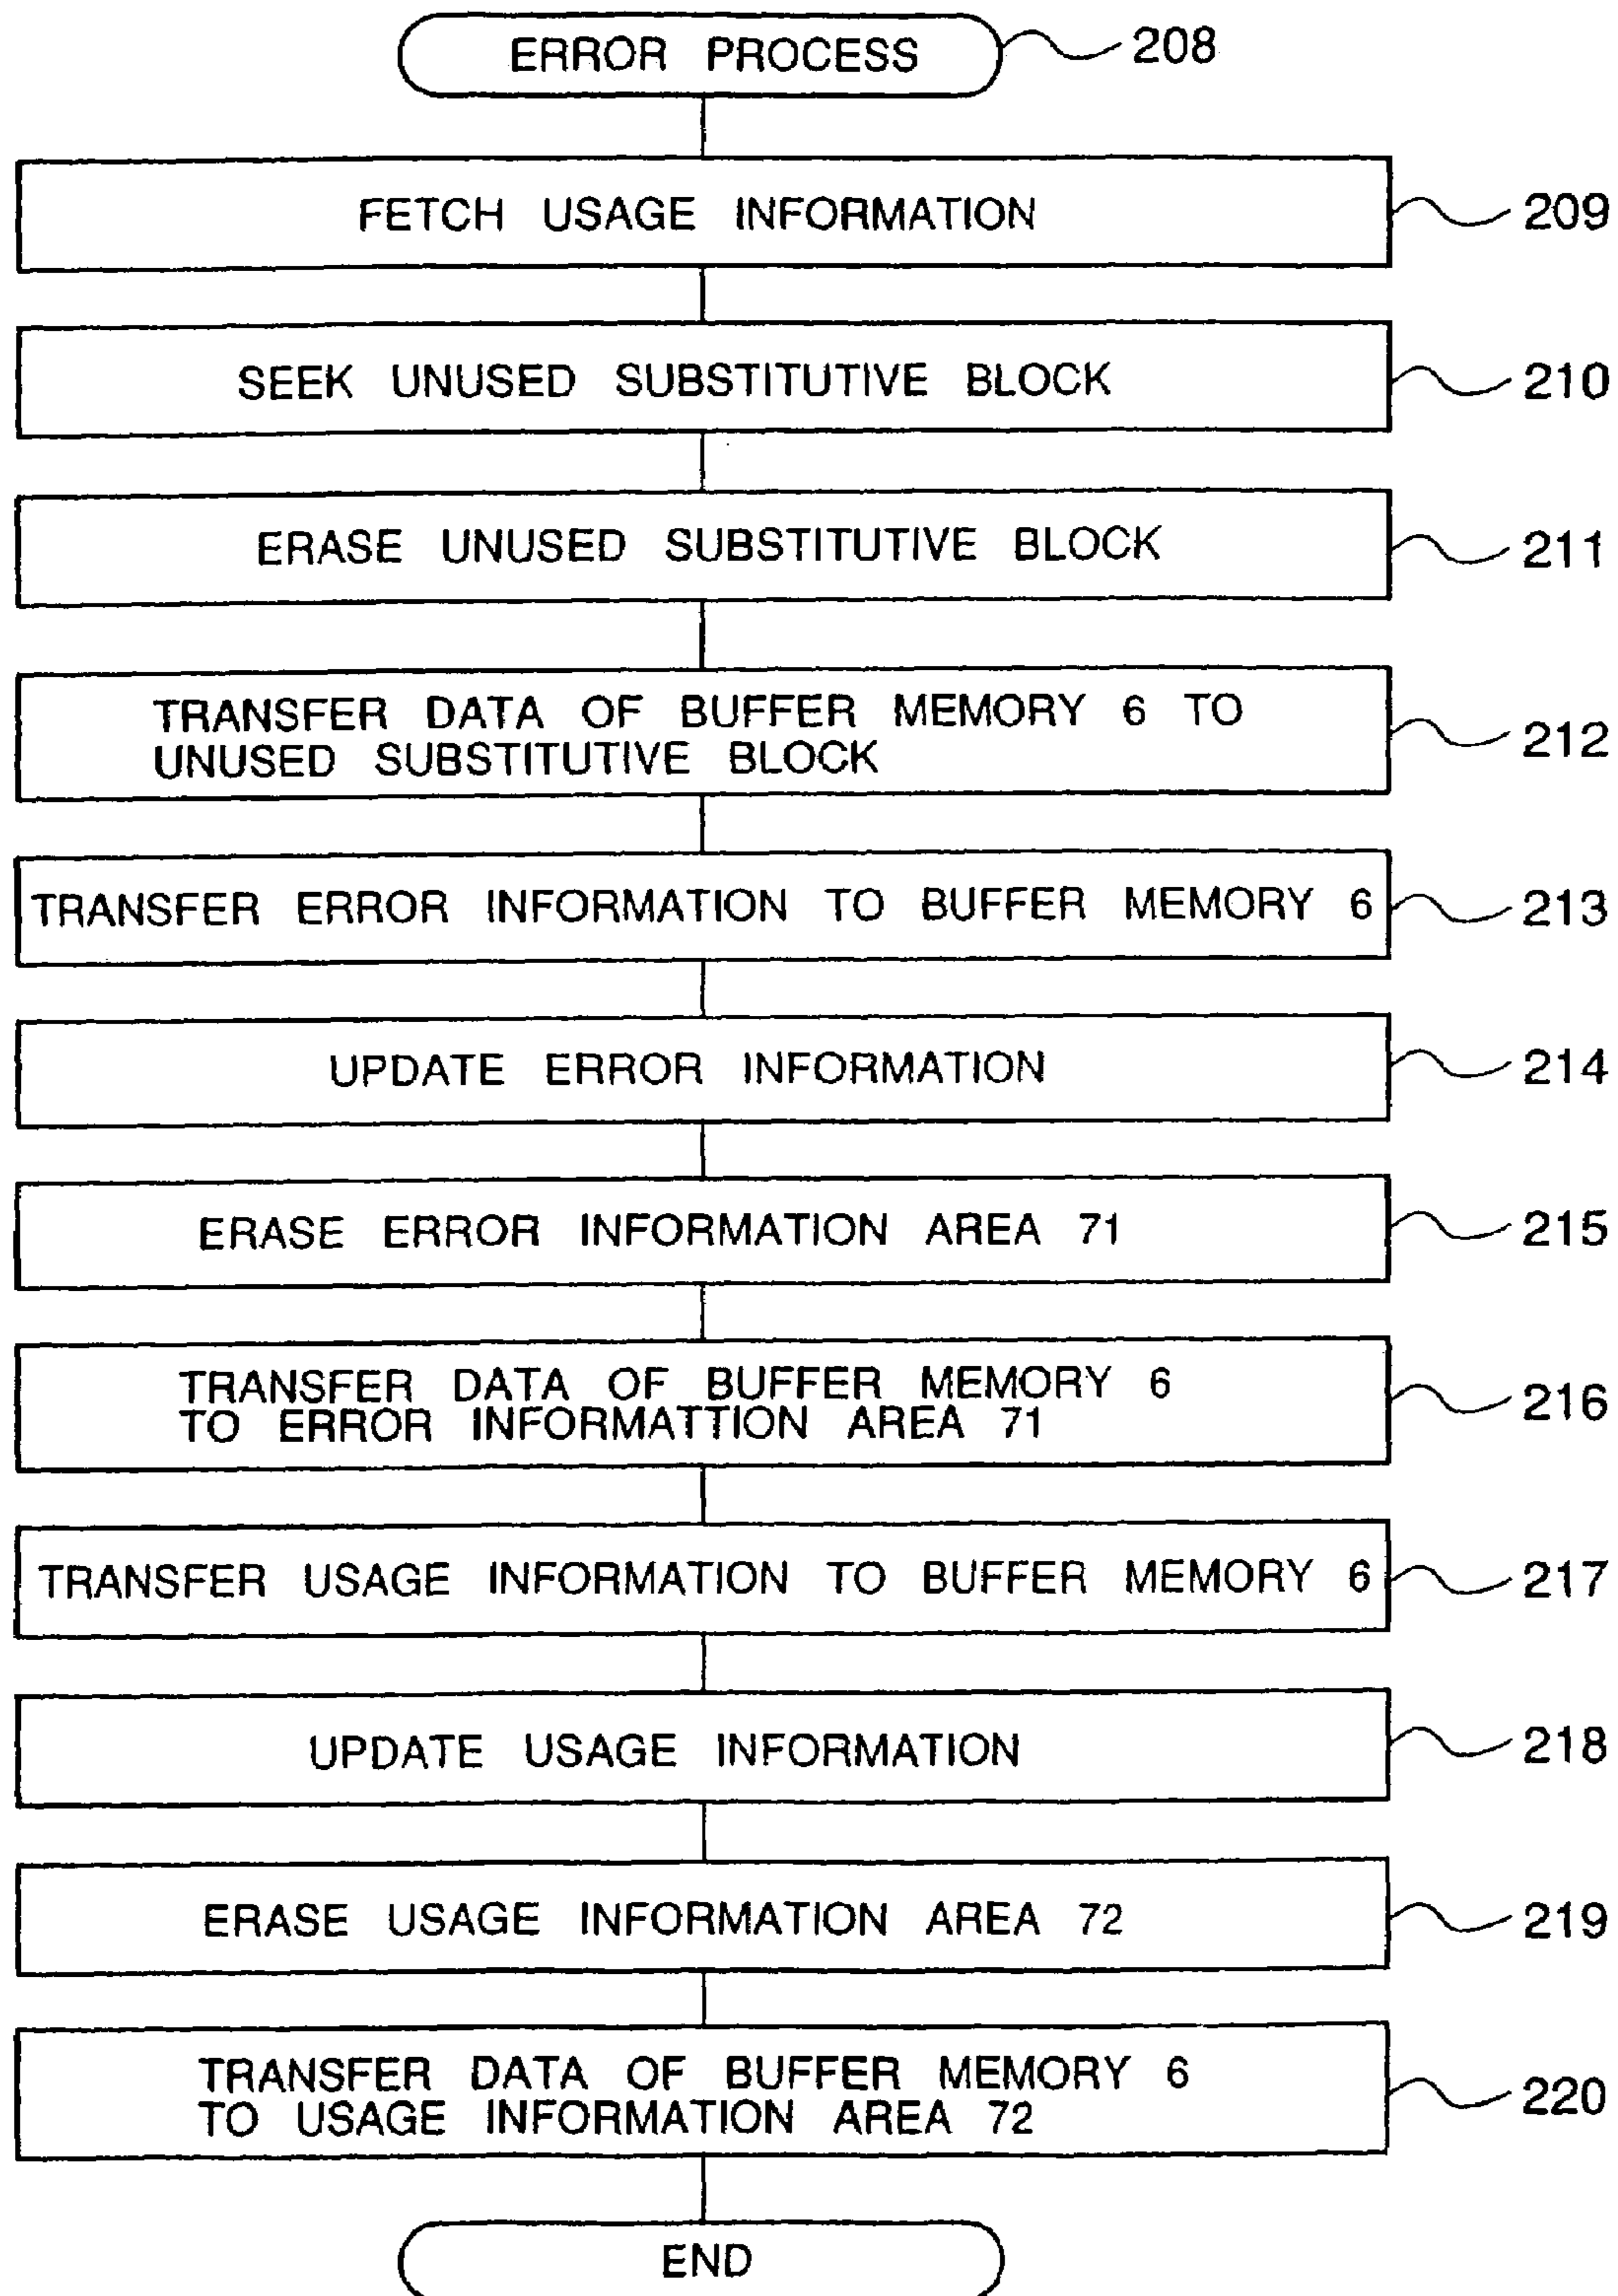 ERROR PROCESS 208
FETCH USAGE INFORMATION 209
SEEK UNUSED SUBSTITUTIVE BLOCK 210
ERASE UNUSED SUBSTITUTIVE BLOCK 211
TRANSFER DATA OF BUFFER MEMORY 6 TO
UNUSED SUBSTITUTIVE BLOCK 212
TRANSFER ERROR INFORMATION TO BUFFER MEMORY 6 213
UPDATE ERROR INFORMATION 214
ERASE ERROR INFORMATION AREA 71 215
TRANSFER DATA OF BUFFER MEMORY 6
TO ERROR INFORMATTION AREA 71 216
TRANSFER USAGE INFORMATION TO BUFFER MEMORY 6 217
UPDATE USAGE INFORMATION 218
ERASE USAGE INFORMATION AREA 72 219
TRANSFER DATA OF BUFFER MEMORY 6
TO USAGE INFORMATION AREA 72 220
END